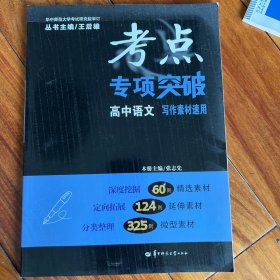 华中师范大学考试研究院审订
丛书主编/王后雄
考点
专项突破
高中语文 写作素材速用
本册主编/张志先
深度挖掘 60例 精选素材
定向拓展 124例 延伸素材
分类整理 325例 微型素材
华中师范大学出版社